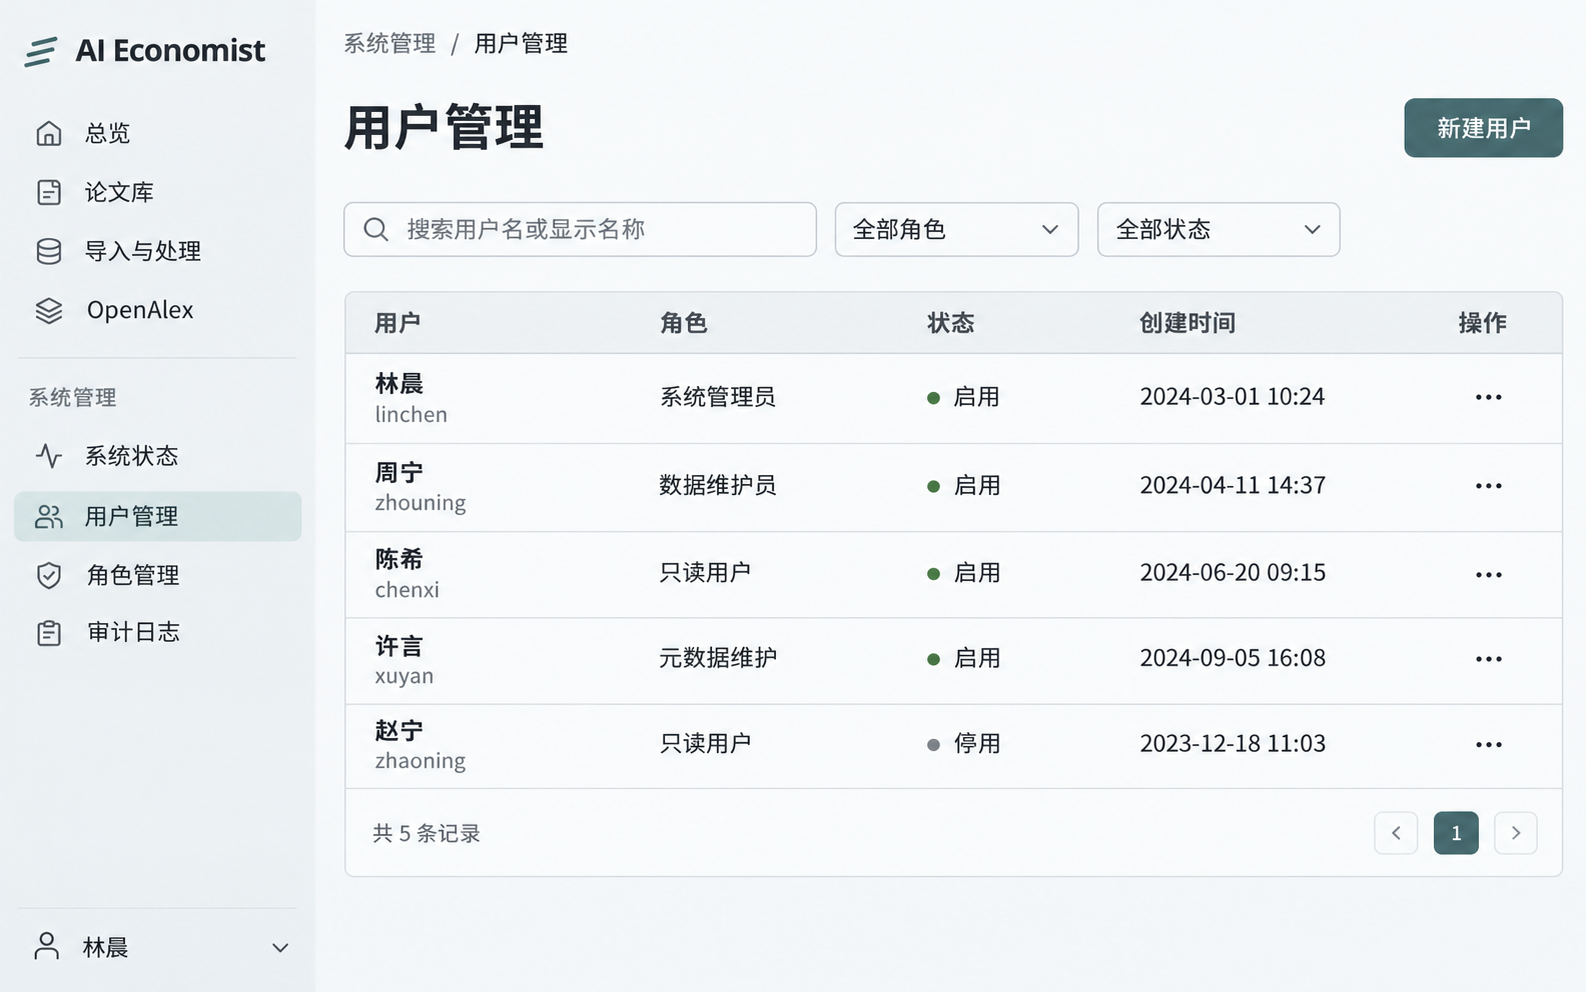 AI Economist
总览
论文库
导入与处理
OpenAlex
系统管理
系统状态
用户管理
角色管理
审计日志
林晨
系统管理 / 用户管理
用户管理
新建用户
搜索用户名或显示名称
全部角色
全部状态
用户 角色 状态 创建时间 操作
林晨
linchen
系统管理员 启用 2024-03-01 10:24 •••
周宁
zhouning
数据维护员 启用 2024-04-11 14:37 •••
陈希
chenxi
只读用户 启用 2024-06-20 09:15 •••
许言
xuyan
元数据维护 启用 2024-09-05 16:08 •••
赵宁
zhaoning
只读用户 停用 2023-12-18 11:03 •••
共 5 条记录
1